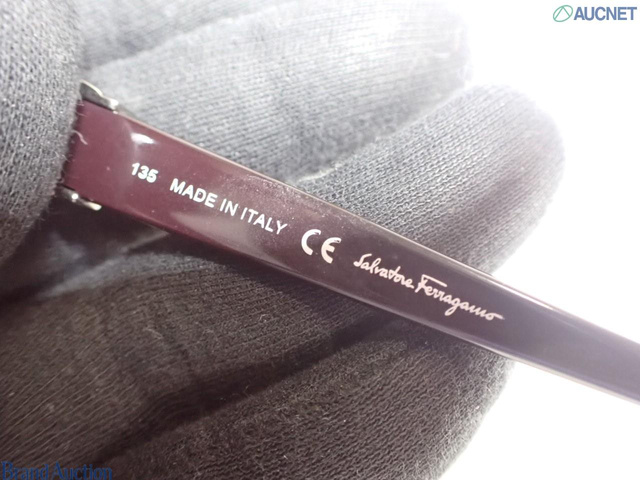 AUCNET
135 MADE IN ITALY CE Salvatore Ferragamo
Brand Auction